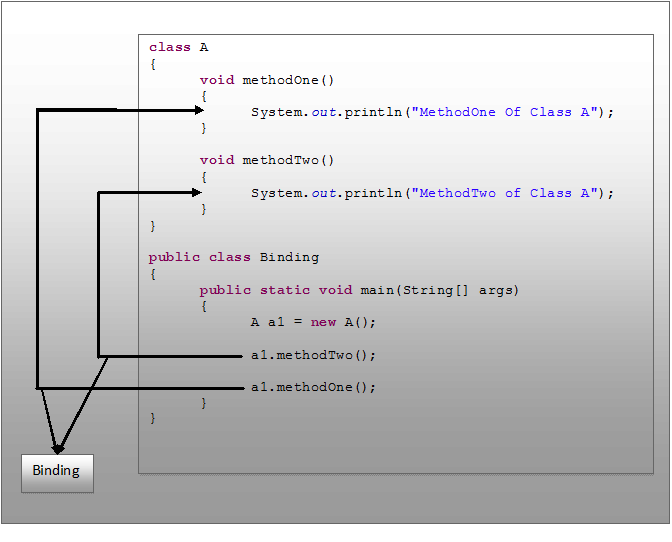 class A
{
void methodOne()
{
System.out.println("MethodOne Of Class A");
}
void methodTwo()
{
System.out.println("MethodTwo of Class A");
}
}
public class Binding
{
public static void main(String[] args)
{
A a1 = new A();
a1.methodTwo();
a1.methodOne();
}
}
Binding